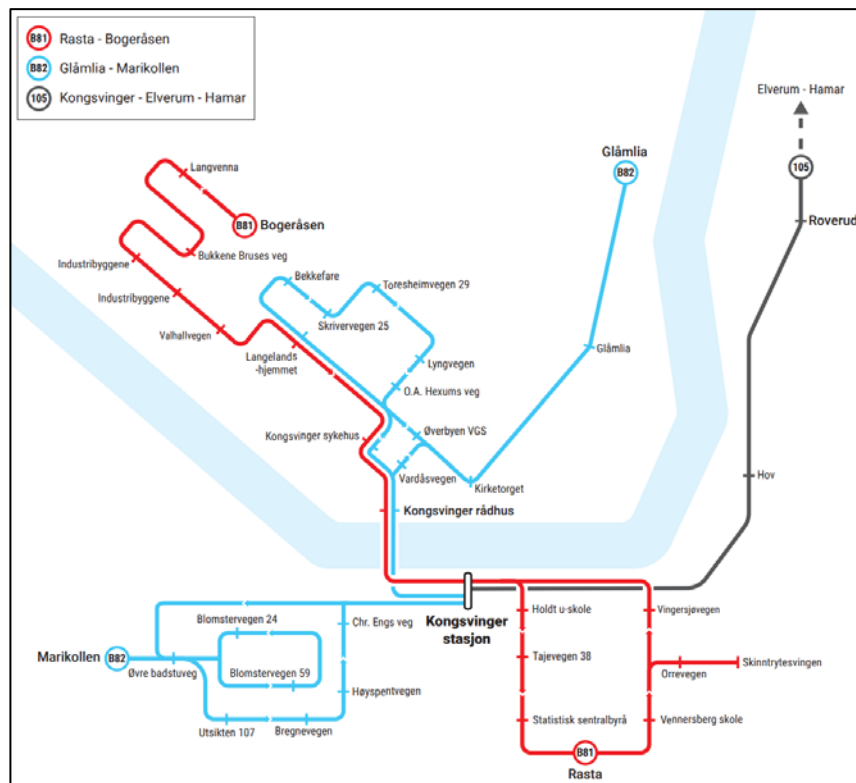 B81 Rasta - Bogeråsen
B82 Glåmlia - Marikollen
105 Kongsvinger - Elverum - Hamar
Elverum - Hamar
105
Roverud
Glåmlia
B82
Langvenna
B81 Bogeråsen
Bukkene Bruses veg
Industribyggene
Industribyggene
Valhallvegen
Langelands
-hjemmet
Bekkefare
Toresheimvegen 29
Skrivervegen 25
Lyngvegen
O.A. Hexums veg
Glåmlia
Kongsvinger sykehus
Øverbyen VGS
Vardåsvegen
Kirketorget
Hov
Kongsvinger rådhus
Kongsvinger
stasjon
Holdt u-skole
Vingersjøvegen
Blomstervegen 24
Chr. Engs veg
Marikollen B82
Øvre badstuveg
Blomstervegen 59
Høyspentvegen
Utsikten 107
Bregnevegen
Tajevegen 38
Orrevegen
Skinntrytesvingen
Statistisk sentralbyrå
Vennersberg skole
B81
Rasta